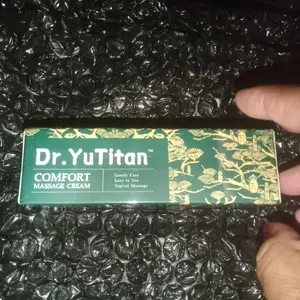 Dr.YuTitan™
COMFORT
MASSAGE CREAM
Gentle Care
Easy to Use
Topical Massage